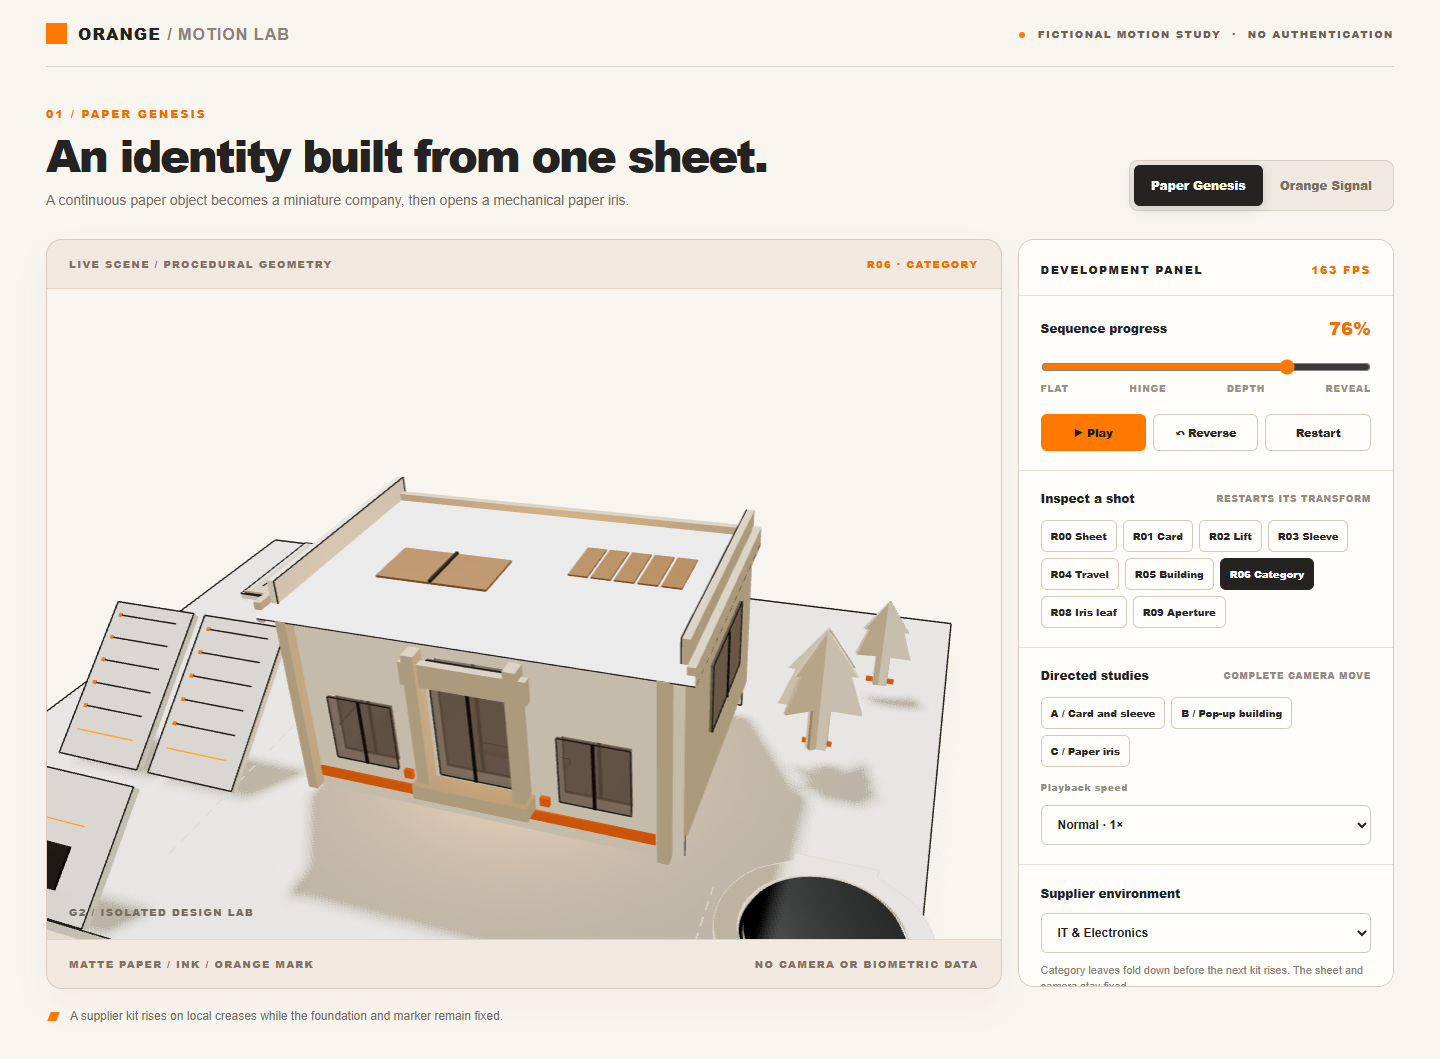 ORANGE / MOTION LAB
FICTIONAL MOTION STUDY · NO AUTHENTICATION
01 / PAPER GENESIS
An identity built from one sheet.
A continuous paper object becomes a miniature company, then opens a mechanical paper iris.
Paper Genesis
Orange Signal
LIVE SCENE / PROCEDURAL GEOMETRY
R06 · CATEGORY
G2 / ISOLATED DESIGN LAB
MATTE PAPER / INK / ORANGE MARK
NO CAMERA OR BIOMETRIC DATA
A supplier kit rises on local creases while the foundation and marker remain fixed.
DEVELOPMENT PANEL
163 FPS
Sequence progress
76%
FLAT HINGE DEPTH REVEAL
▶ Play
↶ Reverse
Restart
Inspect a shot
RESTARTS ITS TRANSFORM
R00 Sheet
R01 Card
R02 Lift
R03 Sleeve
R04 Travel
R05 Building
R06 Category
R08 Iris leaf
R09 Aperture
Directed studies
COMPLETE CAMERA MOVE
A / Card and sleeve
B / Pop-up building
C / Paper iris
Playback speed
Normal · 1×
Supplier environment
IT & Electronics
Category leaves fold down before the next kit rises. The sheet and
camera stay fixed.